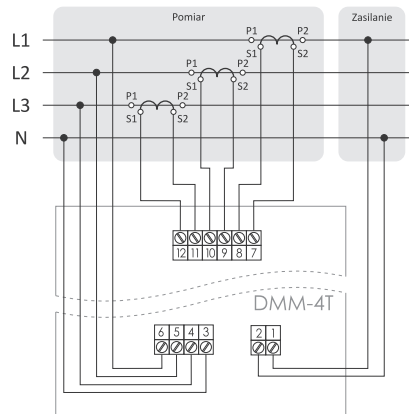 Pomiar Zasilanie
L1 P1 P2
S1 S2
L2 P1 P2
S1 S2
L3 P1 P2
S1 S2
N
12 11 10 9 8 7
DMM-4T
6 5 4 3 2 1